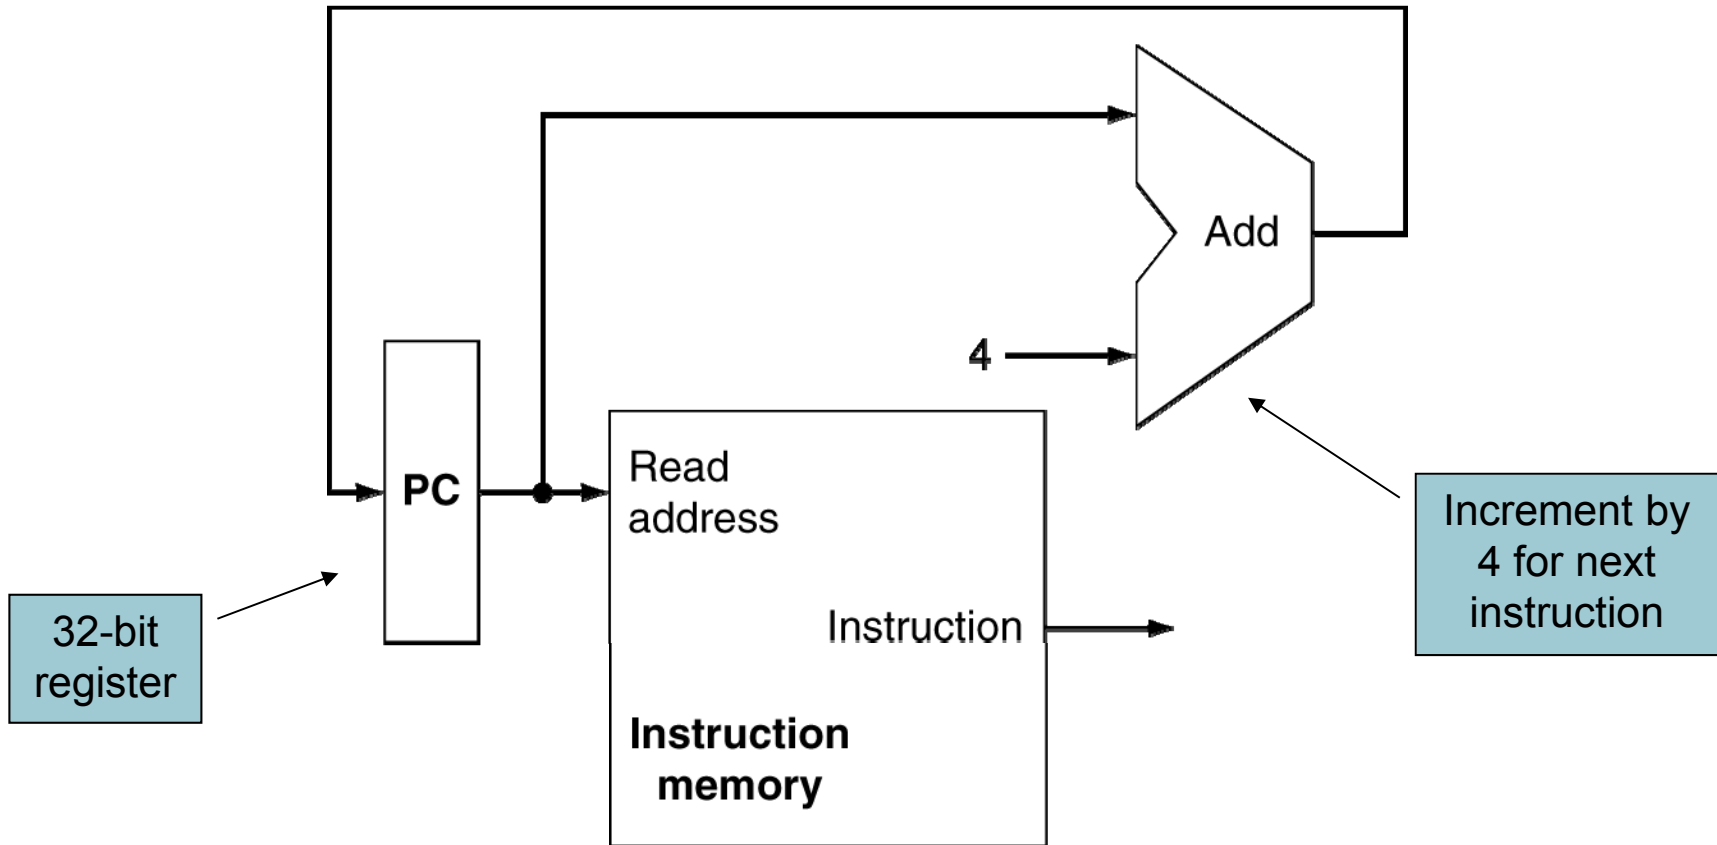 Add
4
PC
Read
address
Instruction
Instruction
memory
32-bit
register
Increment by
4 for next
instruction